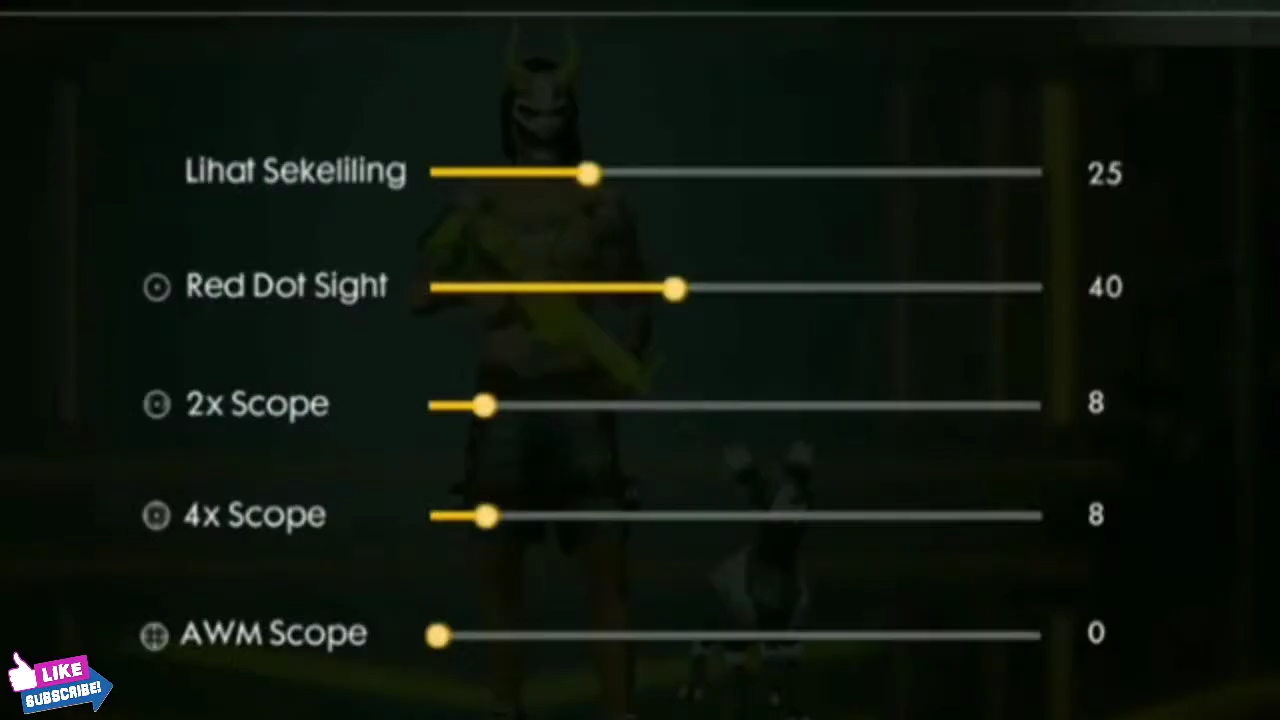 Lihat Sekeliling 25
Red Dot Sight 40
2x Scope 8
4x Scope 8
AWM Scope 0
LIKE
SUBSCRIBE!